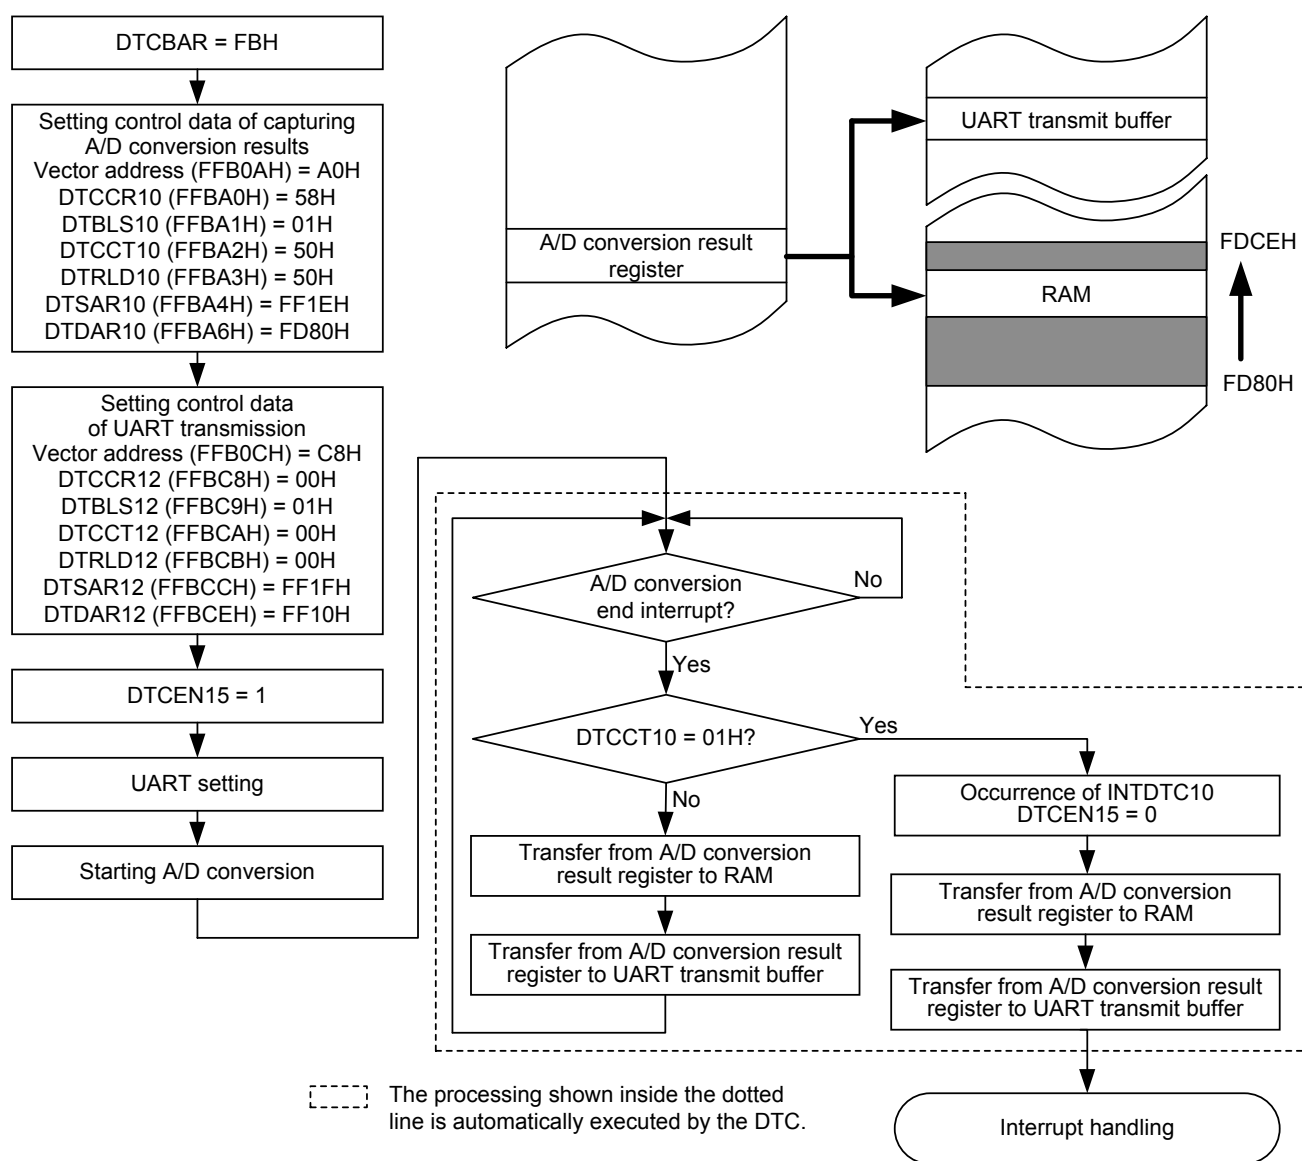 DTCBAR = FBH
Setting control data of capturing
A/D conversion results
Vector address (FFB0AH) = A0H
DTCCR10 (FFBA0H) = 58H
DTBLS10 (FFBA1H) = 01H
DTCCT10 (FFBA2H) = 50H
DTRLD10 (FFBA3H) = 50H
DTSAR10 (FFBA4H) = FF1EH
DTDAR10 (FFBA6H) = FD80H
Setting control data
of UART transmission
Vector address (FFB0CH) = C8H
DTCCR12 (FFBC8H) = 00H
DTBLS12 (FFBC9H) = 01H
DTCCT12 (FFBCAH) = 00H
DTRLD12 (FFBCBH) = 00H
DTSAR12 (FFBCCH) = FF1FH
DTDAR12 (FFBCEH) = FF10H
DTCEN15 = 1
UART setting
Starting A/D conversion
A/D conversion result
register
UART transmit buffer
RAM
FDCEH
FD80H
A/D conversion
end interrupt?
No
Yes
DTCCT10 = 01H?
Yes
No
Transfer from A/D conversion
result register to RAM
Transfer from A/D conversion result
register to UART transmit buffer
Occurrence of INTDTC10
DTCEN15 = 0
Transfer from A/D conversion
result register to RAM
Transfer from A/D conversion result
register to UART transmit buffer
Interrupt handling
The processing shown inside the dotted
line is automatically executed by the DTC.